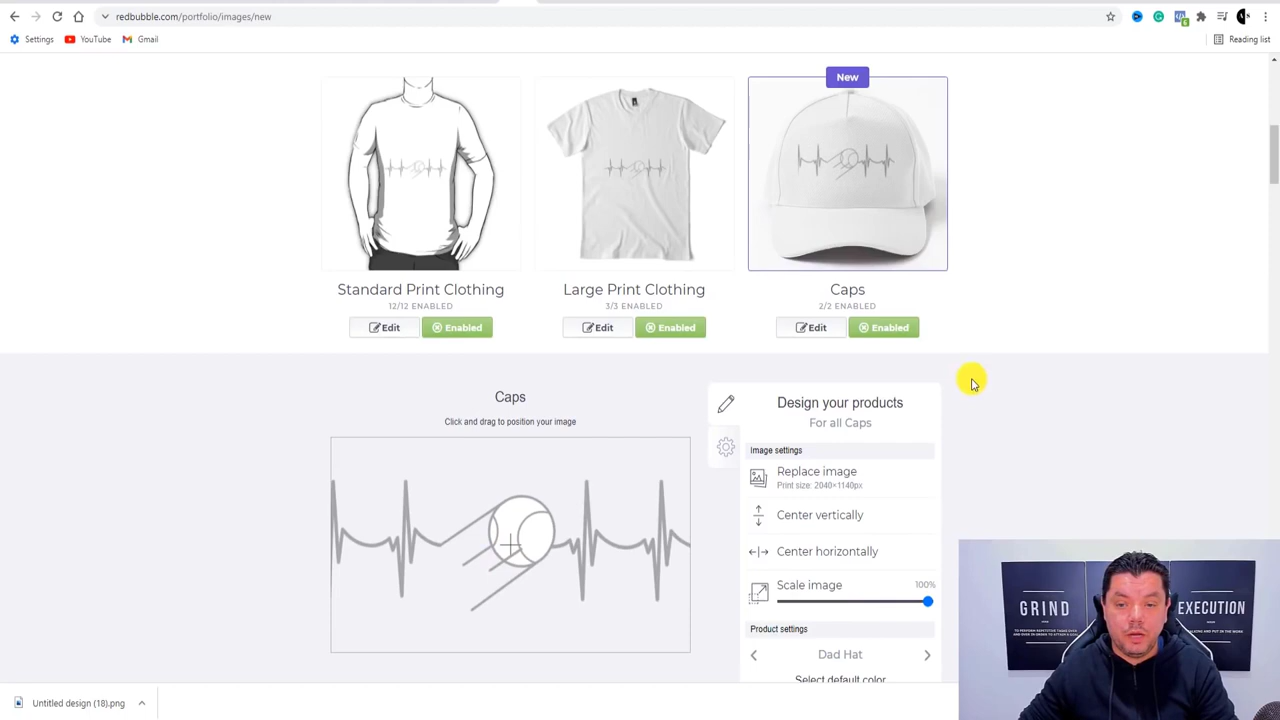 redbubble.com/portfolio/images/new
Settings
YouTube
Gmail
Reading list
New
Standard Print Clothing
12/12 ENABLED
Edit
Enabled
Large Print Clothing
3/3 ENABLED
Edit
Enabled
Caps
2/2 ENABLED
Edit
Enabled
Caps
Click and drag to position your image
Design your products
For all Caps
Image settings
Replace image
Print size: 2040×1140px
Center vertically
Center horizontally
Scale image
100%
Product settings
Dad Hat
Select default color
Untitled design (18).png
GRIND
EXECUTION